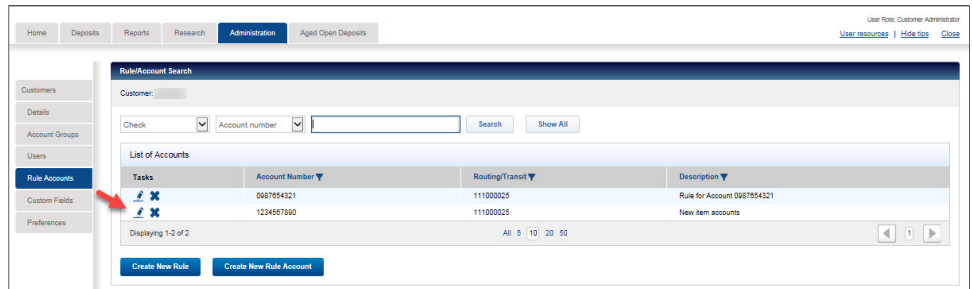 User Role: Customer Administrator
Home Deposits Reports Research Administration Aged Open Deposits
User resources | Hide tips Close
Rule/Account Search
Customers
Customer:
Details
Check Account number Search Show All
Account Groups
Users
List of Accounts
Rule Accounts
Tasks Account Number Routing/Transit Description
0987654321 111000025 Rule for Account 0987654321
Custom Fields
1234567890 111000025 New item accounts
Preferences
Displaying 1-2 of 2 All 5 10 20 50 1
Create New Rule Create New Rule Account